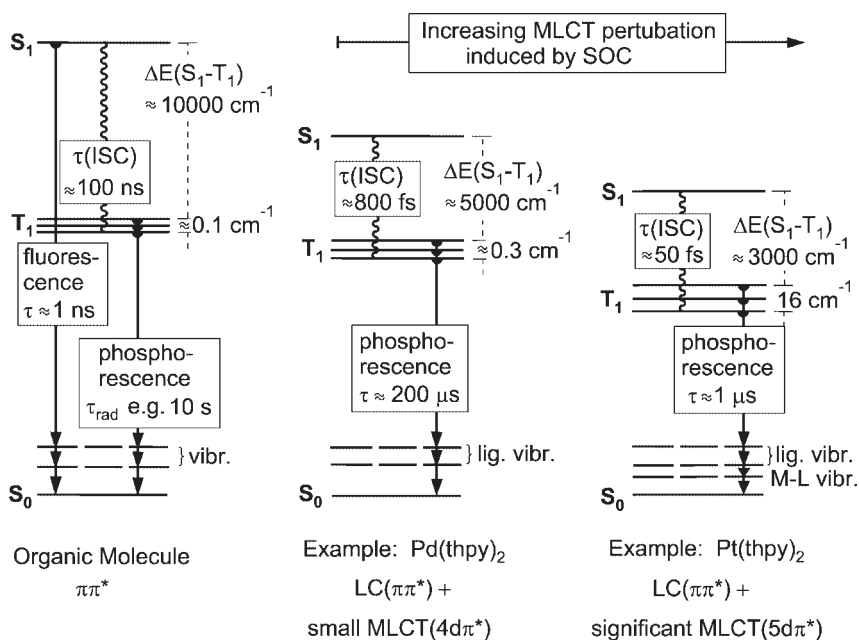 Increasing MLCT pertubation
induced by SOC
S₁
ΔE(S₁-T₁)
≈ 10000 cm⁻¹
τ(ISC)
≈100 ns
T₁
≈0.1 cm⁻¹
fluores-
cence
τ ≈ 1 ns
phospho-
rescence
τrad e.g. 10 s
} vibr.
S₀
Organic Molecule
ππ*
S₁
τ(ISC)
≈800 fs
ΔE(S₁-T₁)
≈ 5000 cm⁻¹
T₁
≈0.3 cm⁻¹
phospho-
rescence
τ ≈ 200 μs
} lig. vibr.
S₀
Example: Pd(thpy)₂
LC(ππ*) +
small MLCT(4dπ*)
S₁
τ(ISC)
≈50 fs
ΔE(S₁-T₁)
≈ 3000 cm⁻¹
T₁
16 cm⁻¹
phospho-
rescence
τ ≈ 1 μs
} lig. vibr.
M-L vibr.
S₀
Example: Pt(thpy)₂
LC(ππ*) +
significant MLCT(5dπ*)